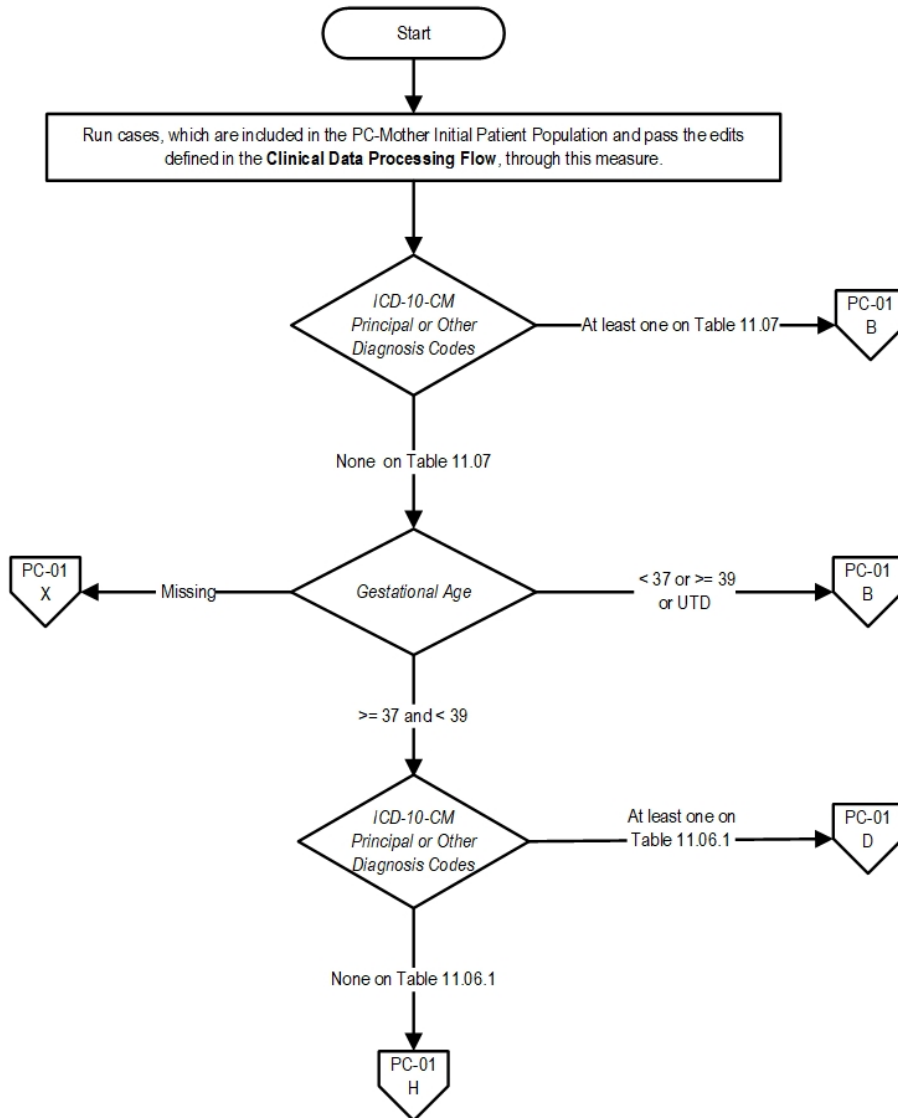 Start
Run cases, which are included in the PC-Mother Initial Patient Population and pass the edits
defined in the Clinical Data Processing Flow, through this measure.
ICD-10-CM
Principal or Other
Diagnosis Codes
At least one on Table 11.07
PC-01
B
None on Table 11.07
PC-01
X
Missing
Gestational Age
< 37 or >= 39
or UTD
PC-01
B
>= 37 and < 39
ICD-10-CM
Principal or Other
Diagnosis Codes
At least one on
Table 11.06.1
PC-01
D
None on Table 11.06.1
PC-01
H